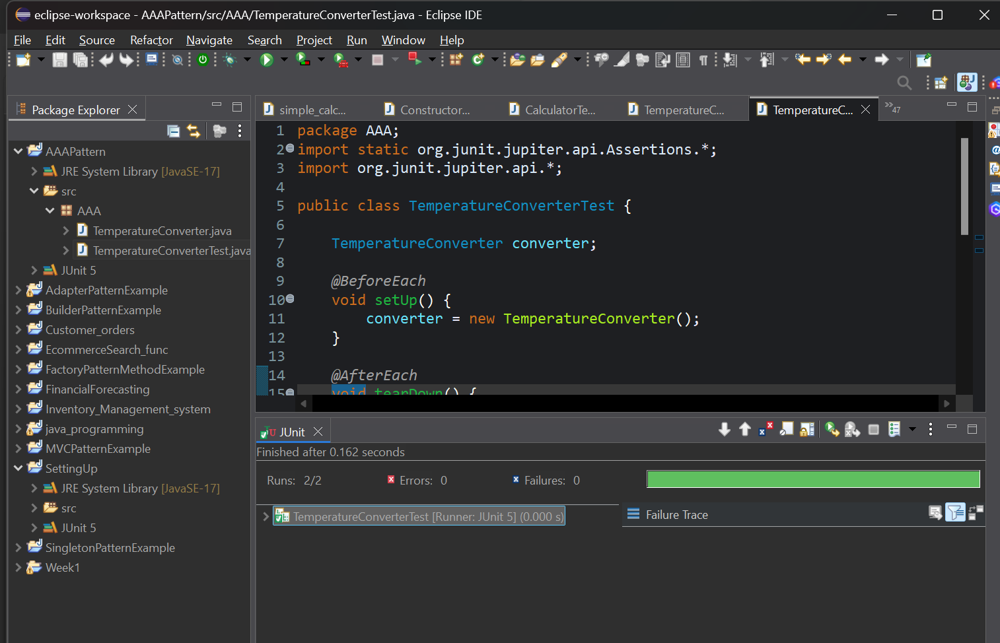 eclipse-workspace - AAAPattern/src/AAA/TemperatureConverterTest.java - Eclipse IDE
File Edit Source Refactor Navigate Search Project Run Window Help
Package Explorer
AAAPattern
JRE System Library [JavaSE-17]
src
AAA
TemperatureConverter.java
TemperatureConverterTest.java
JUnit 5
AdapterPatternExample
BuilderPatternExample
Customer_orders
EcommerceSearch_func
FactoryPatternMethodExample
FinancialForecasting
Inventory_Management_system
java_programming
MVCPatternExample
SettingUp
JRE System Library [JavaSE-17]
src
JUnit 5
SingletonPatternExample
Week1
simple_calc... Constructor... CalculatorTe... TemperatureC... TemperatureC... 47
1 package AAA;
2 import static org.junit.jupiter.api.Assertions.*;
3 import org.junit.jupiter.api.*;
4
5 public class TemperatureConverterTest {
6
7 TemperatureConverter converter;
8
9 @BeforeEach
10 void setUp() {
11 converter = new TemperatureConverter();
12 }
13
14 @AfterEach
15 void tearDown() {
JUnit
Finished after 0.162 seconds
Runs: 2/2 Errors: 0 Failures: 0
TemperatureConverterTest [Runner: JUnit 5] (0.000 s)
Failure Trace